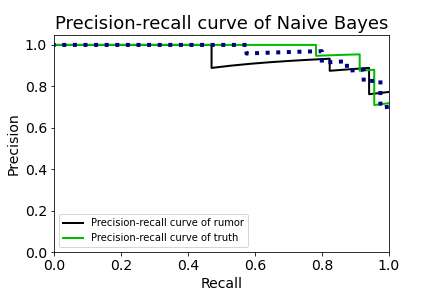 Precision-recall curve of Naive Bayes
1.0
0.8
0.6
0.4
0.2
0.0
Precision
Precision-recall curve of rumor
Precision-recall curve of truth
0.0 0.2 0.4 0.6 0.8 1.0
Recall